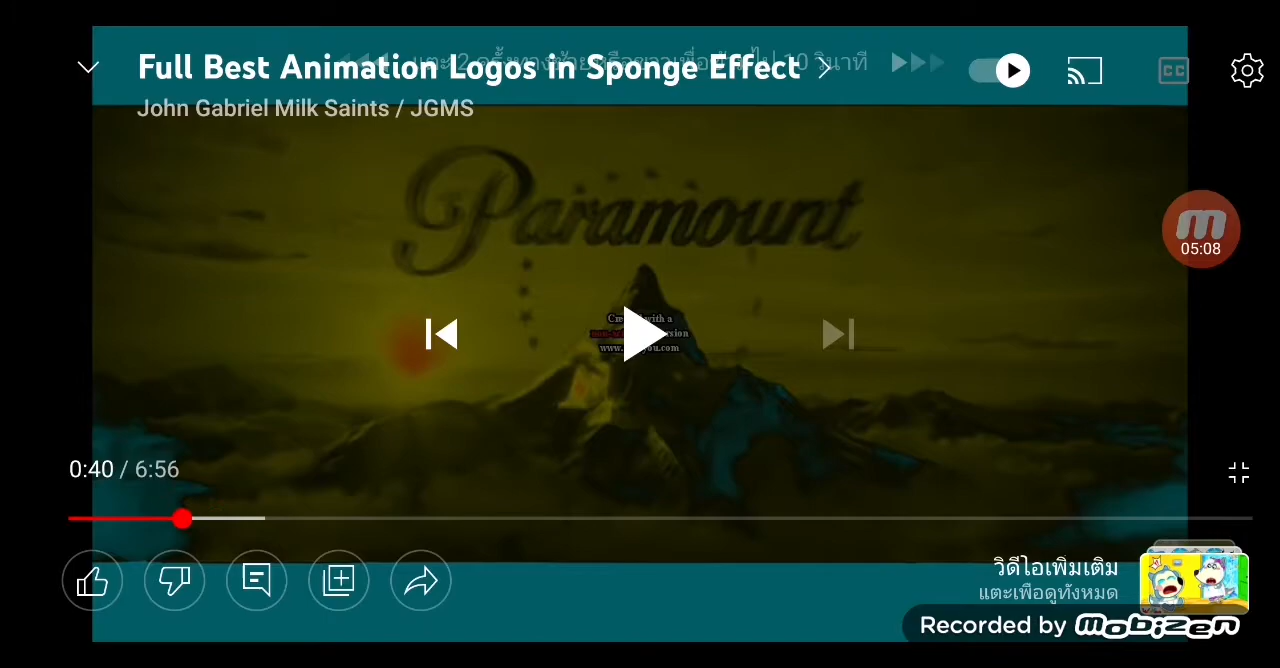 Full Best Animation Logos in Sponge Effect
John Gabriel Milk Saints / JGMS
CC
Paramount
05:08
0:40 / 6:56
วิดีโอเพิ่มเติม
แตะเพื่อดูทั้งหมด
Recorded by mobizen